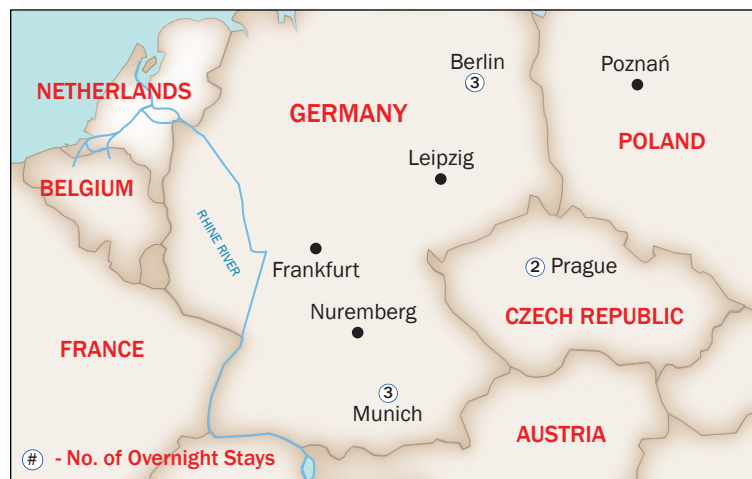 Berlin
3
Poznań
NETHERLANDS
GERMANY
POLAND
Leipzig
BELGIUM
RHINE RIVER
Frankfurt
2 Prague
Nuremberg
CZECH REPUBLIC
FRANCE
3
Munich
AUSTRIA
# - No. of Overnight Stays